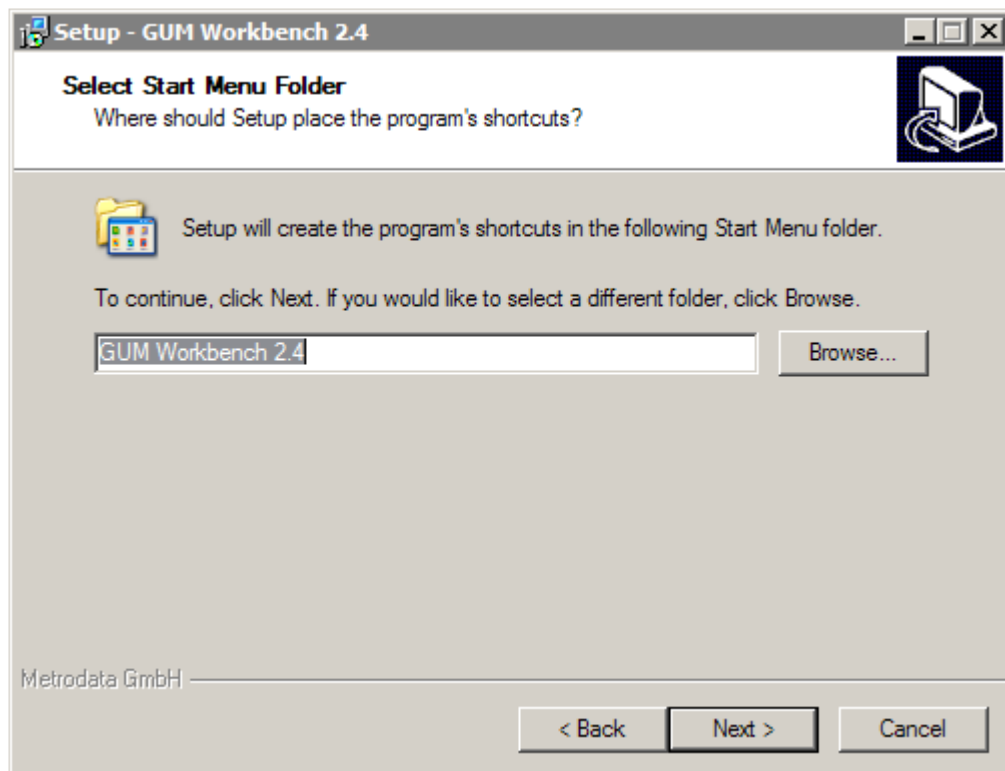 Setup - GUM Workbench 2.4
Select Start Menu Folder
Where should Setup place the program's shortcuts?
Setup will create the program's shortcuts in the following Start Menu folder.
To continue, click Next. If you would like to select a different folder, click Browse.
GUM Workbench 2.4
Browse...
Metrodata GmbH
< Back
Next >
Cancel